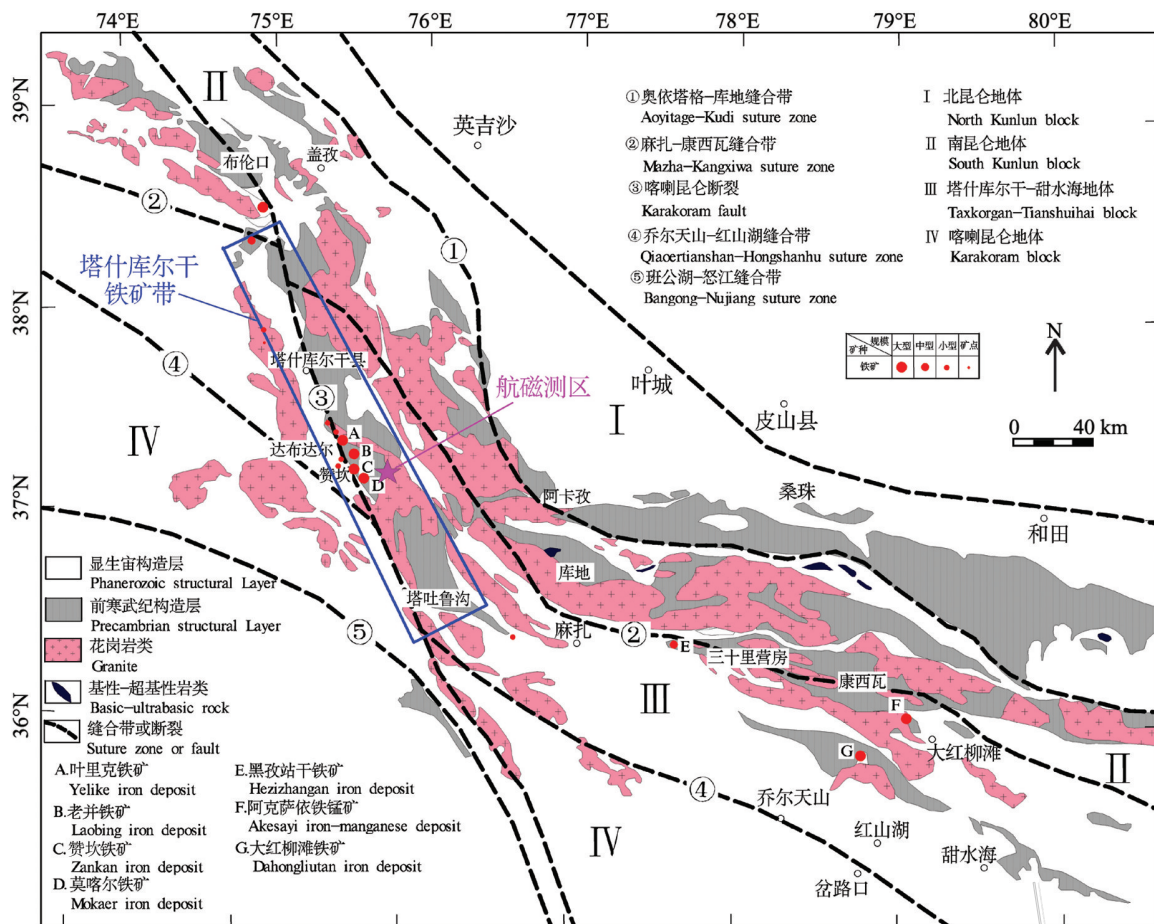 74°E 75°E 76°E 77°E 78°E 79°E 80°E
39°N
38°N
37°N
36°N
Ⅱ
英吉沙
布伦口
盖孜
②
①
①奥依塔格—库地缝合带
Aoyitage—Kudi suture zone
②麻扎—康西瓦缝合带
Mazha—Kangxiwa suture zone
③喀喇昆仑断裂
Karakoram fault
④乔尔天山—红山湖缝合带
Qiaoertianshan—Hongshanhu suture zone
⑤班公湖—怒江缝合带
Bangong—Nujiang suture zone
Ⅰ 北昆仑地体
North Kunlun block
Ⅱ 南昆仑地体
South Kunlun block
Ⅲ 塔什库尔干—甜水海地体
Taxkorgan—Tianshuihai block
Ⅳ 喀喇昆仑地体
Karakoram block
塔什库尔干
铁矿带
矿种 规模 大型 中型 小型 矿点
铁矿
N
0 40 km
④
塔什库尔干县
③
航磁测区
叶城
皮山县
Ⅰ
Ⅳ
达布达尔
A
B
赞坎
C
D
阿卡孜
桑珠
和田
库地
塔吐鲁沟
麻扎
②
⑤
E
三十里营房
康西瓦
Ⅲ
F
G
大红柳滩
Ⅱ
④
乔尔天山
红山湖
甜水海
岔路口
Ⅳ
显生宙构造层
Phanerozoic structural Layer
前寒武纪构造层
Precambrian structural Layer
花岗岩类
Granite
基性—超基性岩类
Basic—ultrabasic rock
缝合带或断裂
Suture zone or fault
A.叶里克铁矿
Yelike iron deposit
B.老并铁矿
Laobing iron deposit
C.赞坎铁矿
Zankan iron deposit
D.莫喀尔铁矿
Mokaer iron deposit
E.黑孜站干铁矿
Hezizhangan iron deposit
F.阿克萨依铁锰矿
Akesayi iron—manganese deposit
G.大红柳滩铁矿
Dahongliutan iron deposit